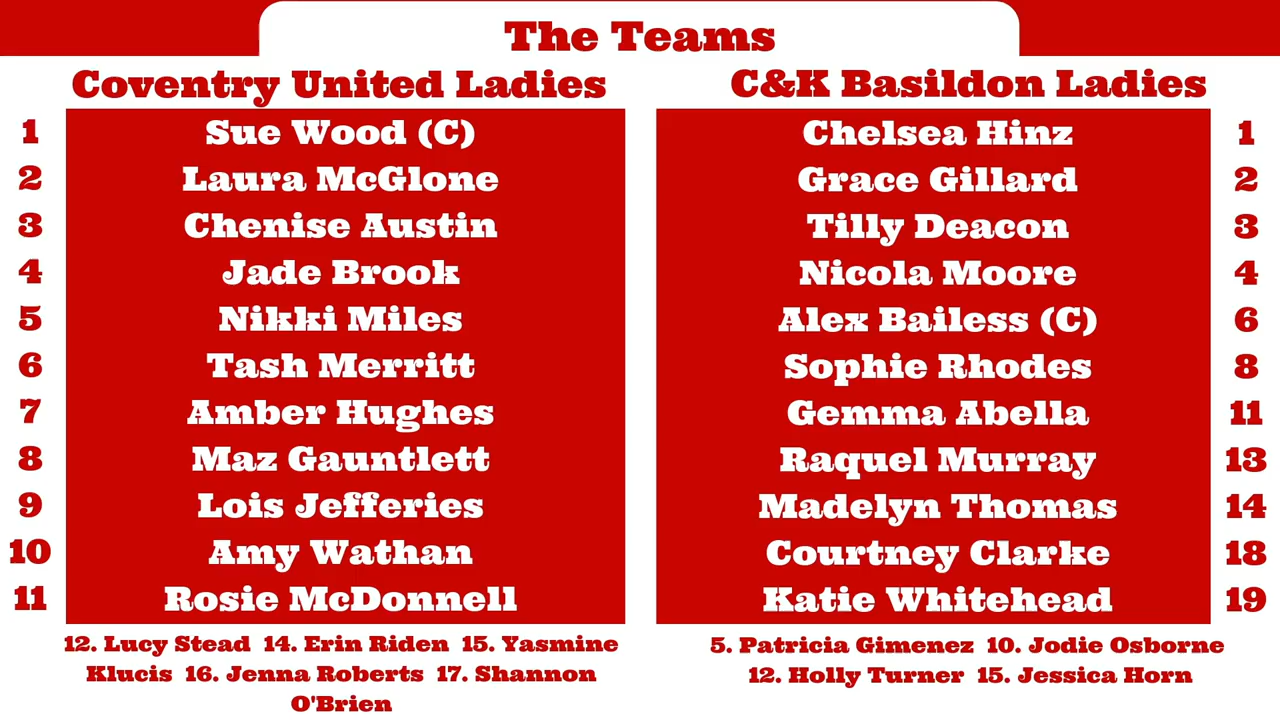 The Teams
Coventry United Ladies
1 Sue Wood (C)
2 Laura McGlone
3 Chenise Austin
4 Jade Brook
5 Nikki Miles
6 Tash Merritt
7 Amber Hughes
8 Maz Gauntlett
9 Lois Jefferies
10 Amy Wathan
11 Rosie McDonnell
12. Lucy Stead 14. Erin Riden 15. Yasmine
Klucis 16. Jenna Roberts 17. Shannon
O'Brien
C&K Basildon Ladies
Chelsea Hinz 1
Grace Gillard 2
Tilly Deacon 3
Nicola Moore 4
Alex Bailess (C) 6
Sophie Rhodes 8
Gemma Abella 11
Raquel Murray 13
Madelyn Thomas 14
Courtney Clarke 18
Katie Whitehead 19
5. Patricia Gimenez 10. Jodie Osborne
12. Holly Turner 15. Jessica Horn